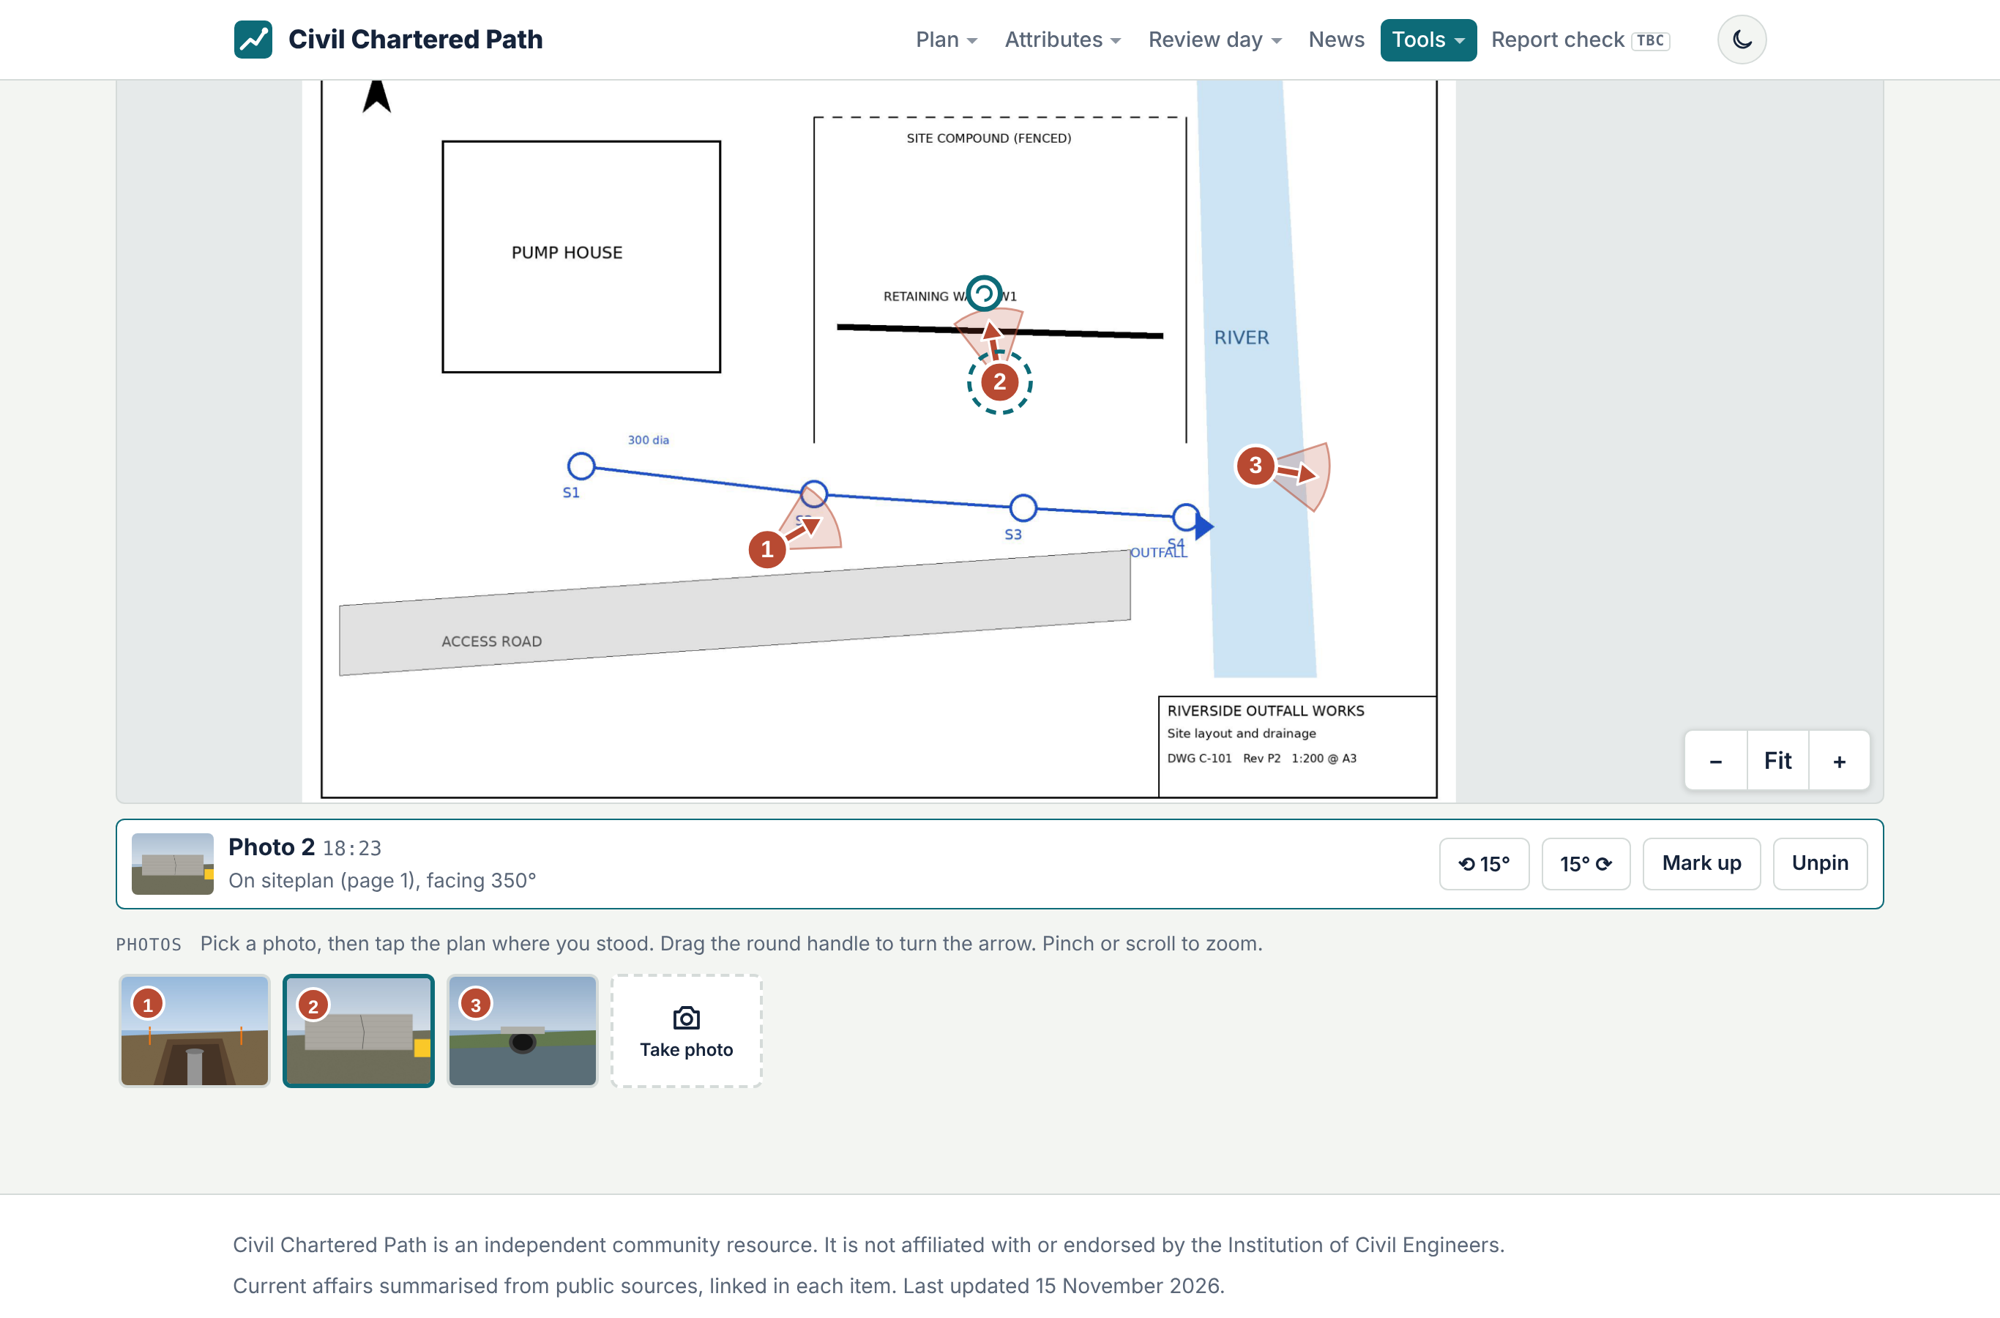 Civil Chartered Path
Plan
Attributes
Review day
News
Tools
Report check TBC
SITE COMPOUND (FENCED)
PUMP HOUSE
RETAINING W W1
RIVER
2
300 dia
3
S1
S3
S4
1
OUTFALL
ACCESS ROAD
RIVERSIDE OUTFALL WORKS
Site layout and drainage
DWG C-101 Rev P2 1:200 @ A3
− Fit +
Photo 2 18:23
On siteplan (page 1), facing 350°
⟲ 15°
15° ⟳
Mark up
Unpin
PHOTOS Pick a photo, then tap the plan where you stood. Drag the round handle to turn the arrow. Pinch or scroll to zoom.
1
2
3
Take photo
Civil Chartered Path is an independent community resource. It is not affiliated with or endorsed by the Institution of Civil Engineers.
Current affairs summarised from public sources, linked in each item. Last updated 15 November 2026.